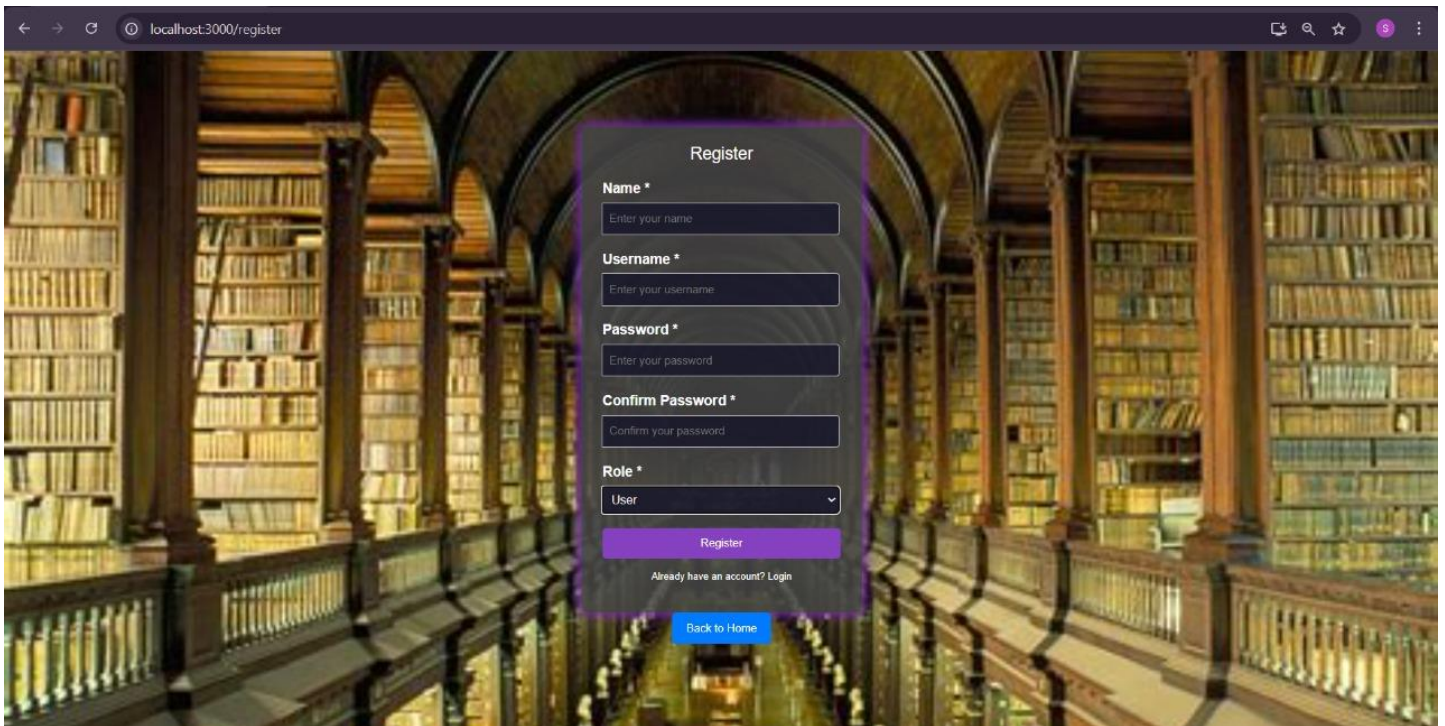 localhost:3000/register
S
Register
Name *
Enter your name
Username *
Enter your username
Password *
Enter your password
Confirm Password *
Confirm your password
Role *
User
Register
Already have an account? Login
Back to Home